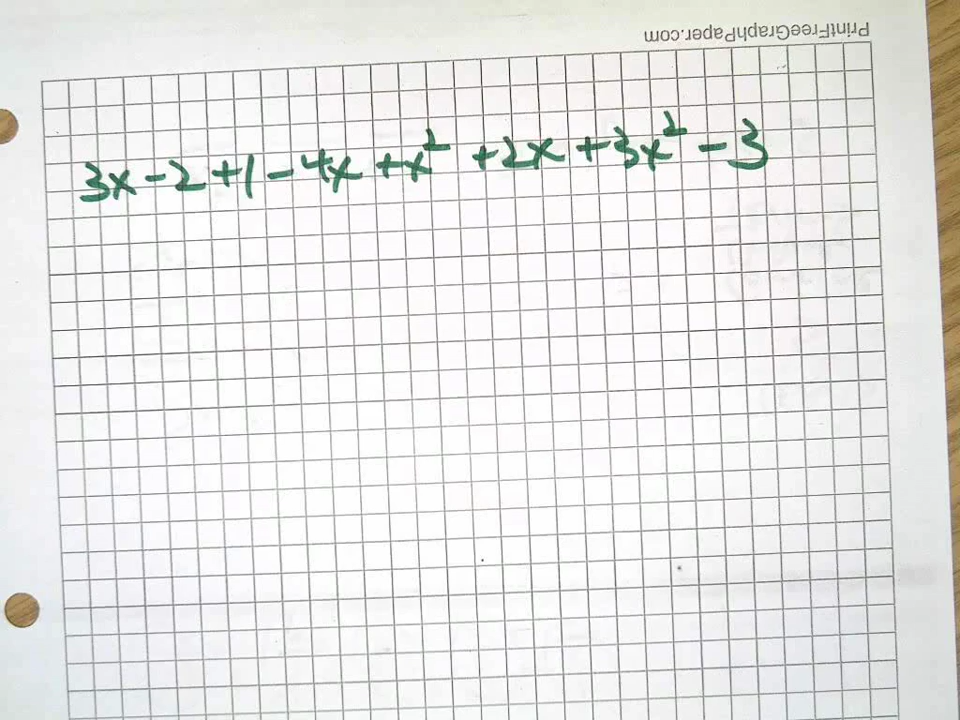 PrintFreeGraphPaper.com
3x - 2 + 1 - 4x + x² + 2x + 3x² - 3